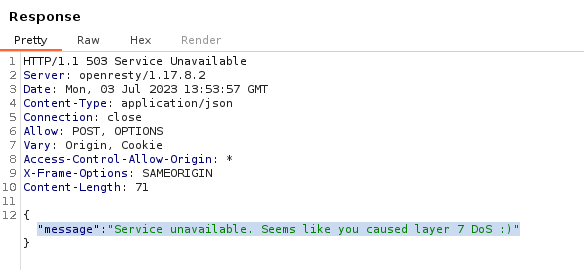 Response
Pretty Raw Hex Render
1 HTTP/1.1 503 Service Unavailable
2 Server: openresty/1.17.8.2
3 Date: Mon, 03 Jul 2023 13:53:57 GMT
4 Content-Type: application/json
5 Connection: close
6 Allow: POST, OPTIONS
7 Vary: Origin, Cookie
8 Access-Control-Allow-Origin: *
9 X-Frame-Options: SAMEORIGIN
10 Content-Length: 71
11
12 {
"message":"Service unavailable. Seems like you caused layer 7 DoS :)"
}